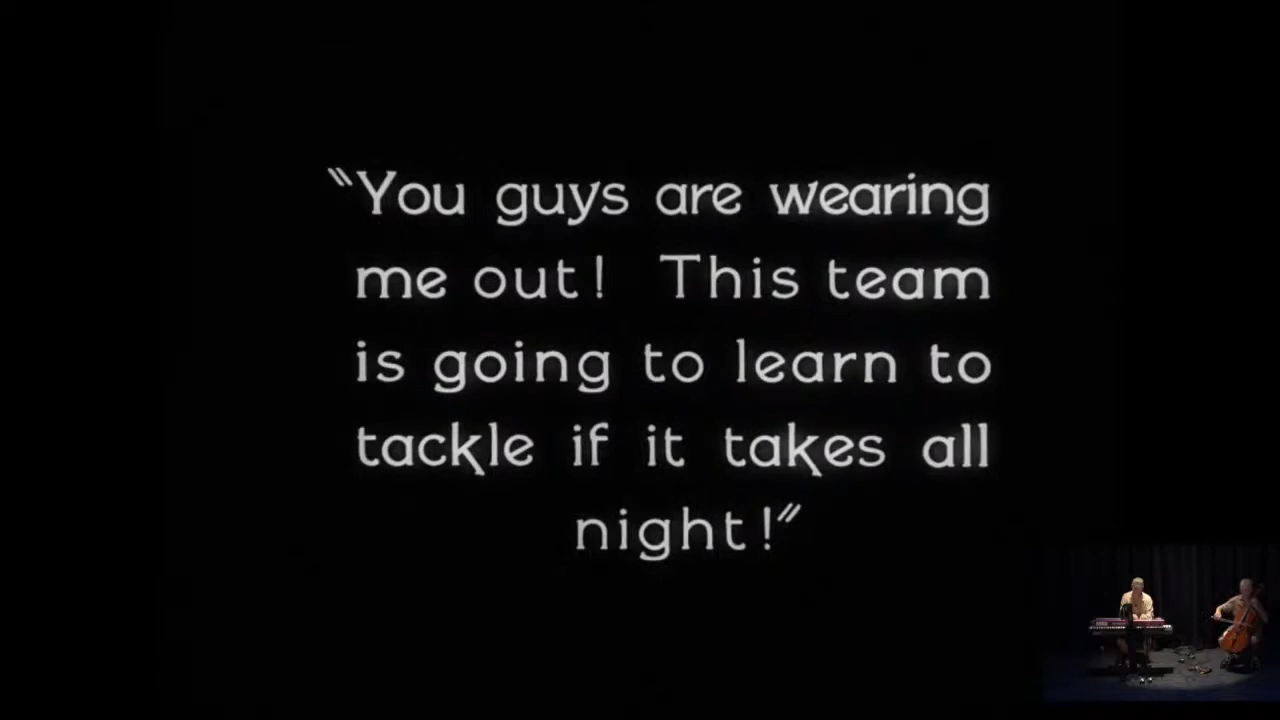 "You guys are wearing
me out! This team
is going to learn to
tackle if it takes all
night!"